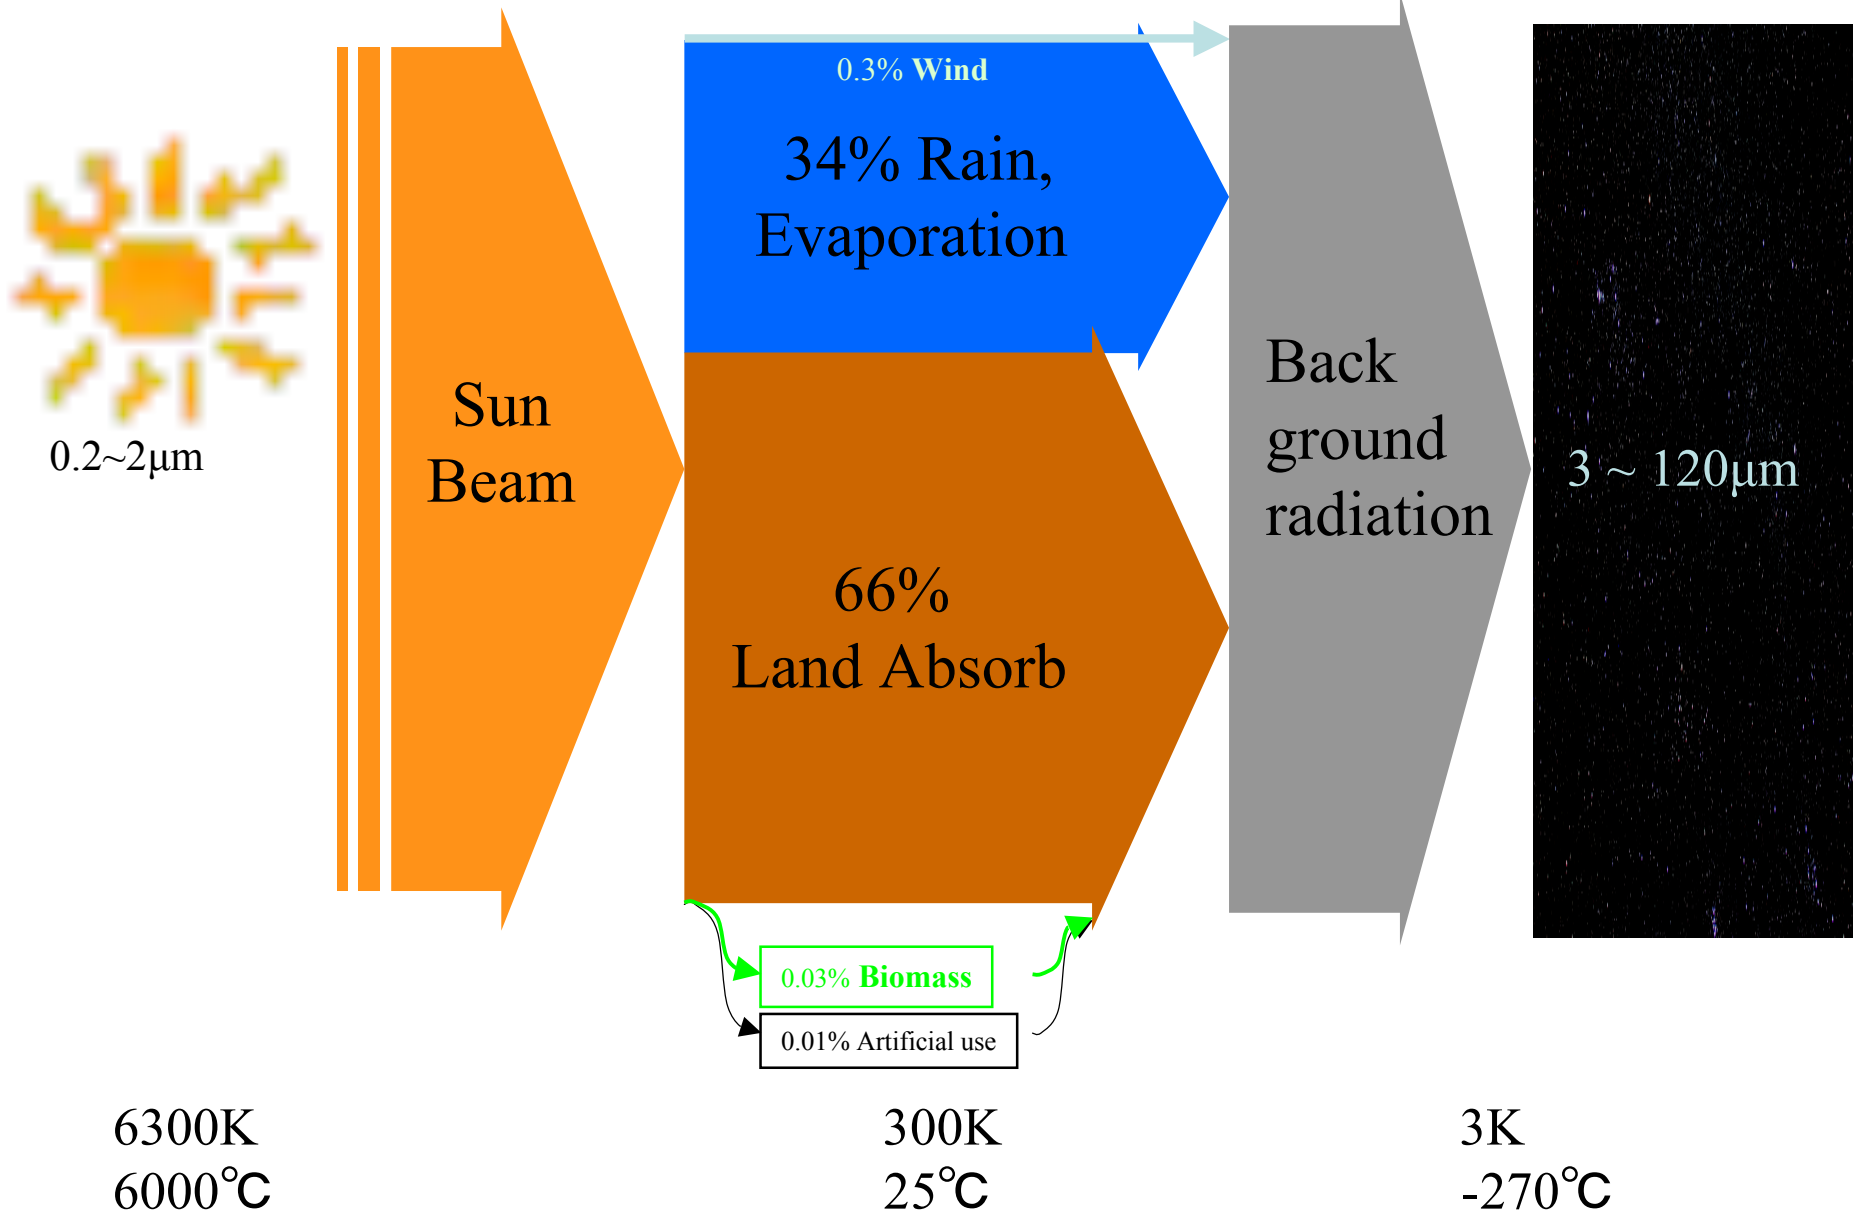 0.2~2μm
Sun
Beam
0.3% Wind
34% Rain,
Evaporation
66%
Land Absorb
0.03% Biomass
0.01% Artificial use
Back
ground
radiation
3 ~ 120μm
6300K
6000℃
300K
25℃
3K
-270℃